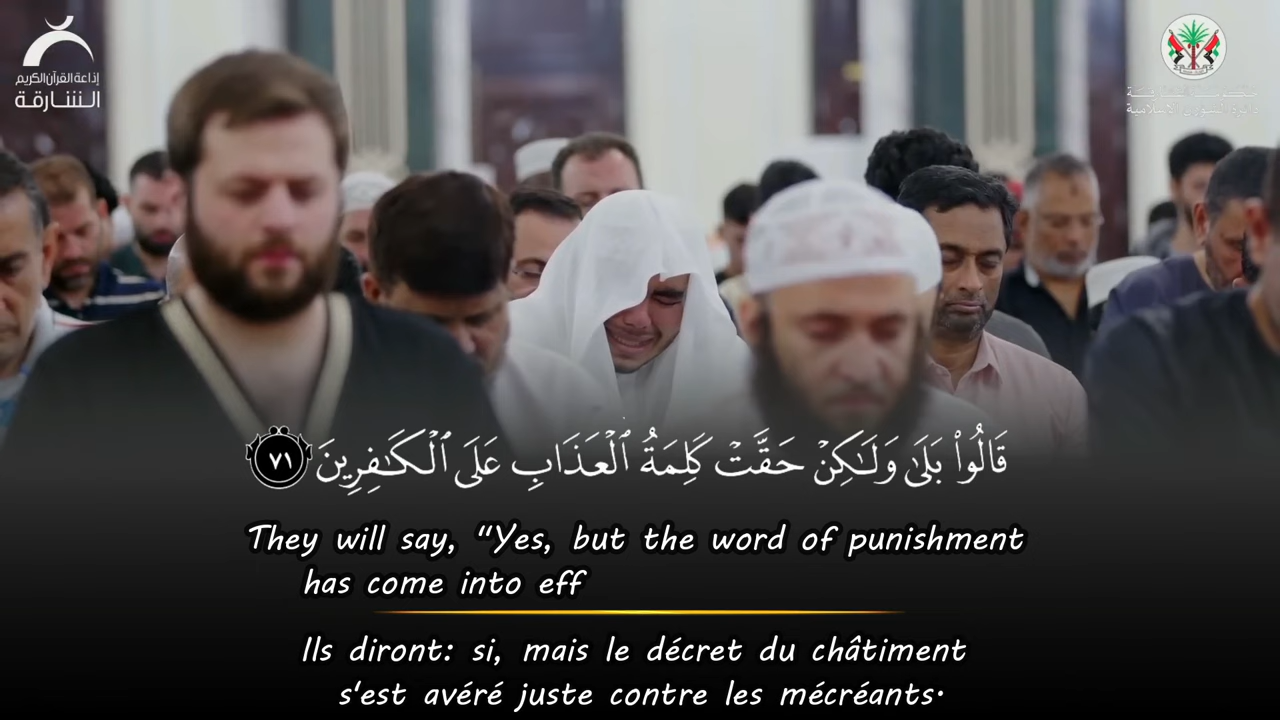 إذاعة القرآن الكريم
الشارقة
قَالُوا۟ بَلَىٰ وَلَـٰكِنْ حَقَّتْ كَلِمَةُ ٱلْعَذَابِ عَلَى ٱلْكَـٰفِرِينَ ٧١
They will say, “Yes, but the word of punishment
has come into eff
Ils diront: si, mais le décret du châtiment
s'est avéré juste contre les mécréants·